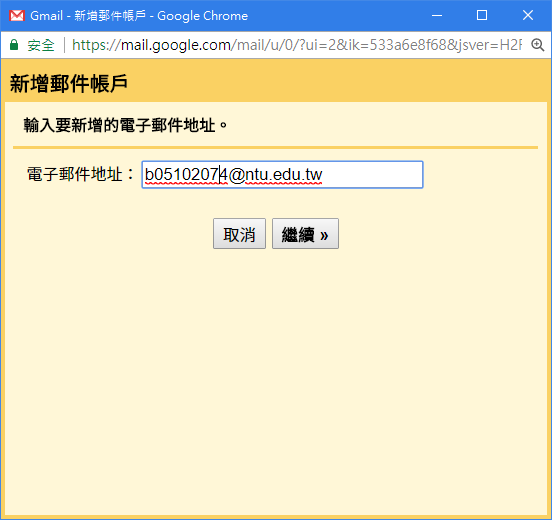 Gmail - 新增郵件帳戶 - Google Chrome
安全 https://mail.google.com/mail/u/0/?ui=2&ik=533a6e8f68&jsver=H2F
新增郵件帳戶
輸入要新增的電子郵件地址。
電子郵件地址： b05102074@ntu.edu.tw
取消 繼續 »